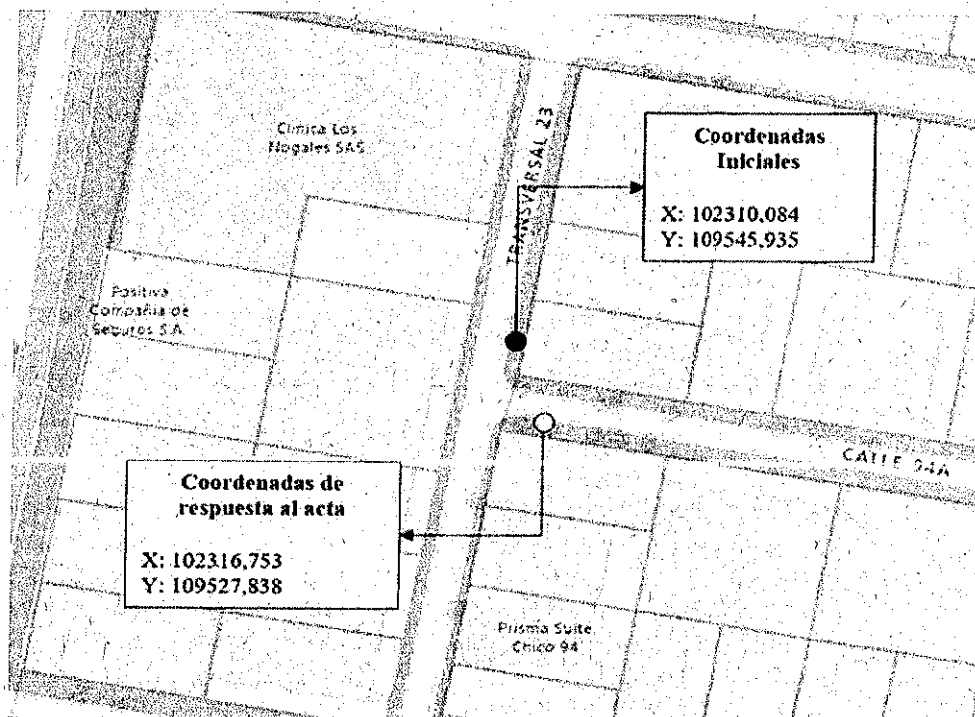 Clinica Los
Nogales SAS
TRANSVERSAL 23
Coordenadas
Iniciales
X: 102310,084
Y: 109545,935
Positiva
Compañia de
Seguros S.A.
CALLE 94A
Coordenadas de
respuesta al acta
X: 102316,753
Y: 109527,838
Prisma Suite
Chico 94